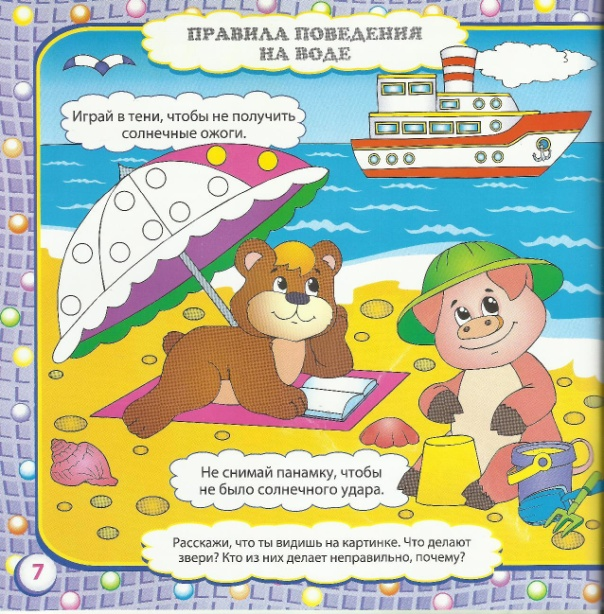 ПРАВИЛА ПОВЕДЕНИЯ
НА ВОДЕ
Играй в тени, чтобы не получить
солнечные ожоги.
Не снимай панамку, чтобы
не было солнечного удара.
Расскажи, что ты видишь на картинке. Что делают
звери? Кто из них делает неправильно, почему?
7